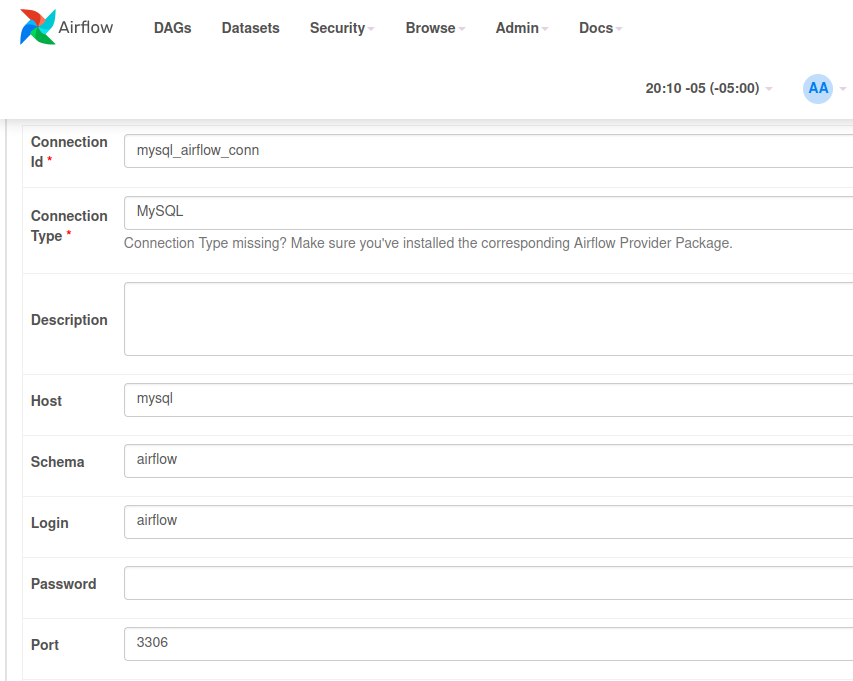 Airflow DAGs Datasets Security Browse Admin Docs
20:10 -05 (-05:00) AA
Connection
Id * mysql_airflow_conn
Connection
Type * MySQL
Connection Type missing? Make sure you've installed the corresponding Airflow Provider Package.
Description
Host mysql
Schema airflow
Login airflow
Password
Port 3306